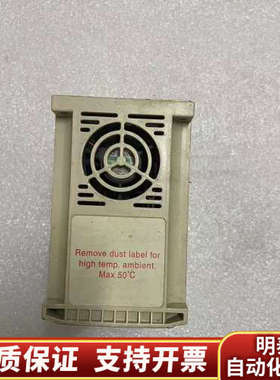 Remove dust label for
high temp. ambient.
Max 50℃
质保证 支持开票
明泰
自动化